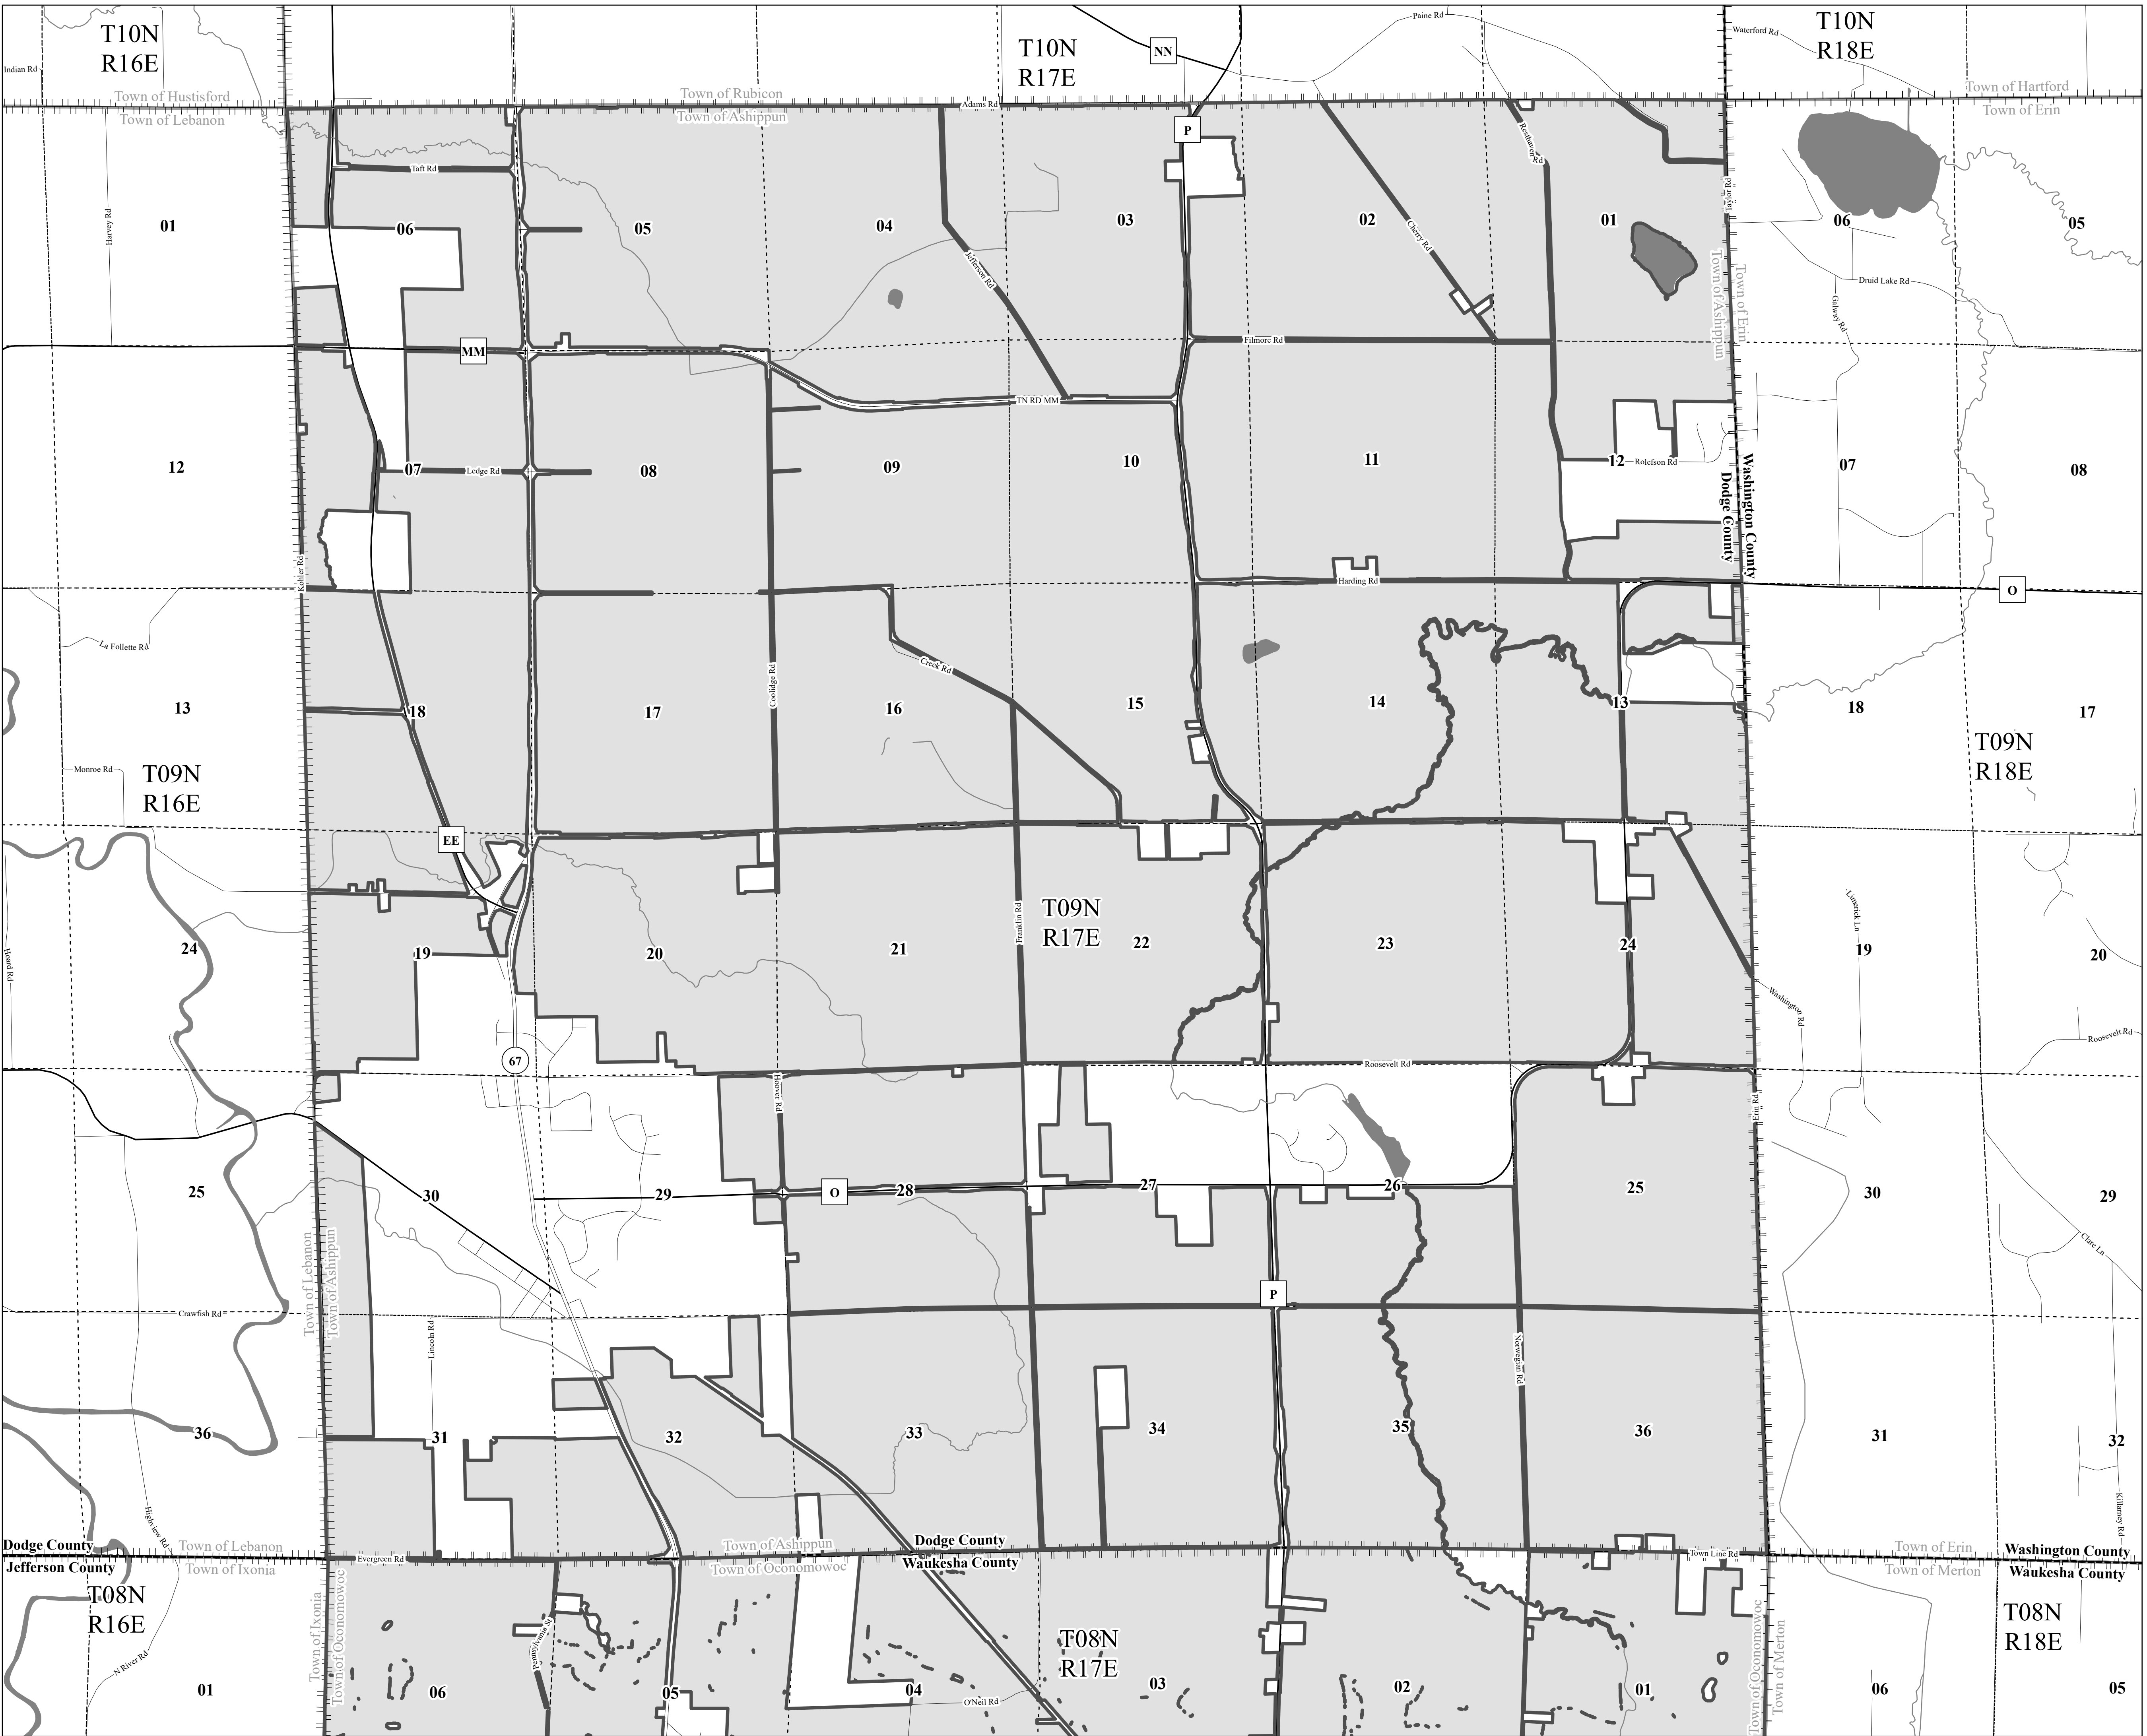 T10N
R16E
T10N
R17E
NN
Paine Rd
Waterford Rd
T10N
R18E
Indian Rd
Town of Hustisford
Town of Lebanon
Town of Rubicon
Town of Ashippun
Adams Rd
Town of Hartford
Town of Erin
P
Resthaven Rd
Taft Rd
Taylor Rd
Harvey Rd
01
06
05
04
03
02
01
06
05
Cherry Rd
Jefferson Rd
Town of Ashippun
Town of Erin
Druid Lake Rd
Galway Rd
MM
Filmore Rd
TN RD MM
12
07
Ledge Rd
08
09
10
11
12
Rolefson Rd
07
08
Washington County
Dodge County
Kohler Rd
Harding Rd
O
La Follette Rd
Creek Rd
Coolidge Rd
13
18
17
16
15
14
13
18
17
Monroe Rd
T09N
R16E
T09N
R18E
EE
Limerick Ln
Franklin Rd
T09N
R17E
Hoard Rd
24
19
20
21
22
23
24
19
20
Washington Rd
Roosevelt Rd
67
Roosevelt Rd
Hoover Rd
Erin Rd
25
30
29
O
28
27
26
25
30
29
Town of Lebanon
Town of Ashippun
Clare Ln
P
Crawfish Rd
Lincoln Rd
Norwegian Rd
36
31
32
33
34
35
36
31
32
Highview Rd
Killarney Rd
Dodge County
Jefferson County
Town of Lebanon
Town of Ixonia
Evergreen Rd
Town of Ashippun
Town of Oconomowoc
Dodge County
Waukesha County
Town Line Rd
Town of Erin
Town of Merton
Washington County
Waukesha County
T08N
R16E
T08N
R17E
T08N
R18E
Town of Ixonia
Town of Oconomowoc
Pennsylvania St
Town of Oconomowoc
Town of Merton
N River Rd
01
06
05
04
O'Neil Rd
03
02
01
06
05